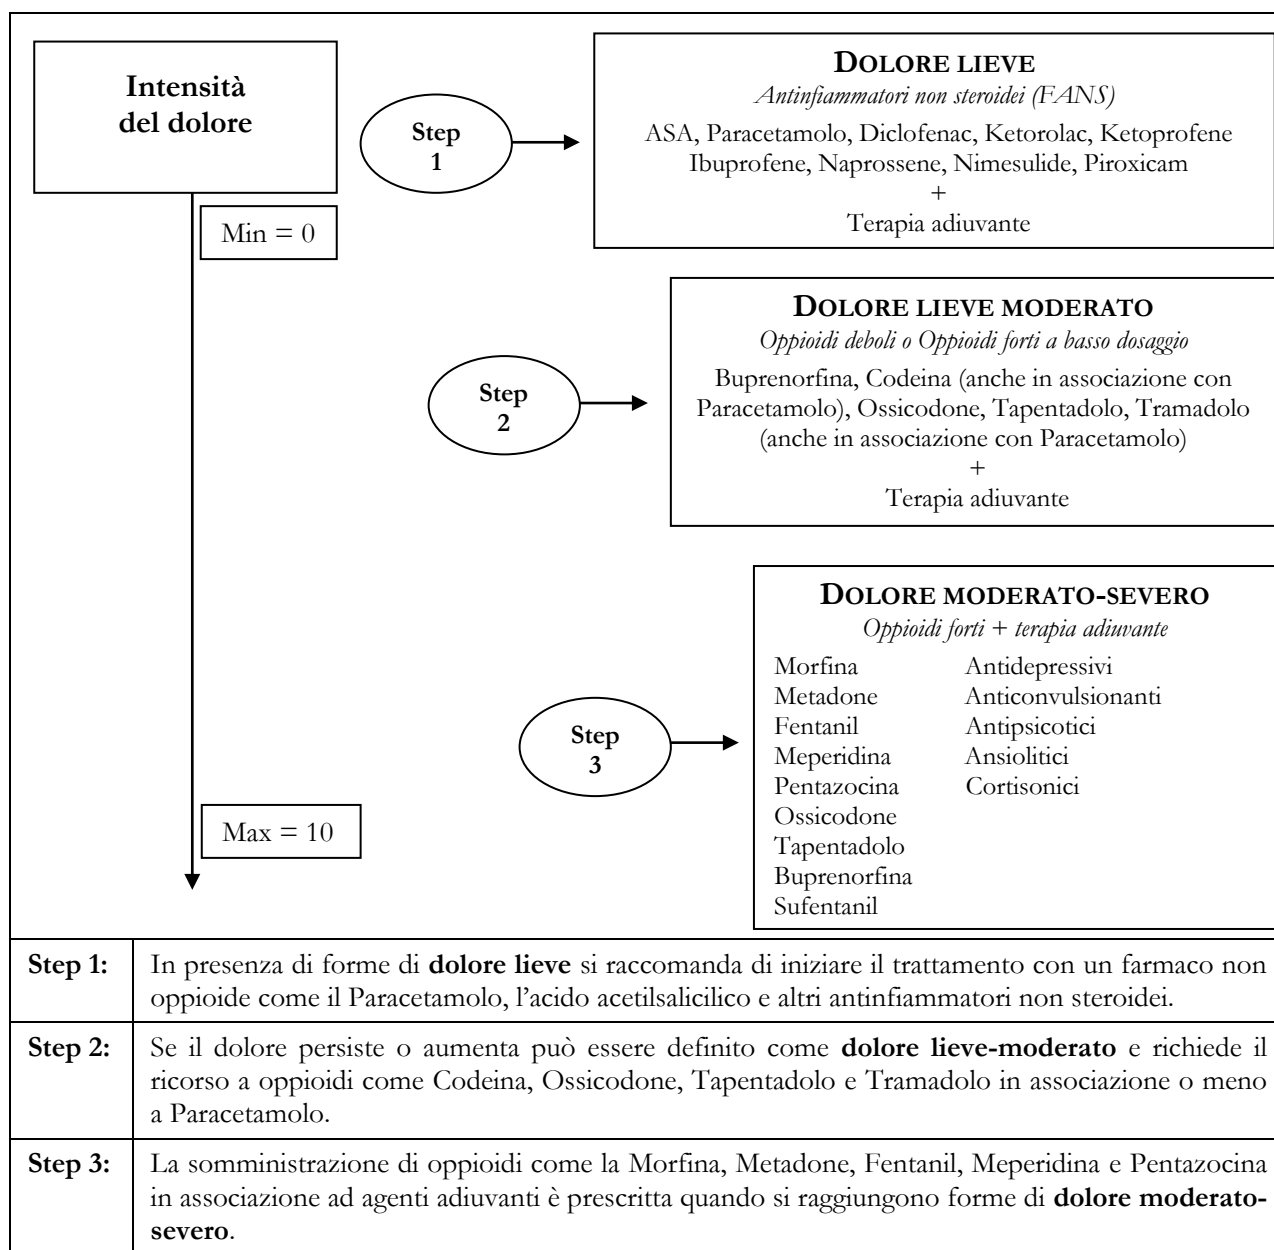 Intensità
del dolore
Min = 0
Max = 10
Step
1
DOLORE LIEVE
Antinfiammatori non steroidei (FANS)
ASA, Paracetamolo, Diclofenac, Ketorolac, Ketoprofene
Ibuprofene, Naprossene, Nimesulide, Piroxicam
+
Terapia adiuvante
Step
2
DOLORE LIEVE MODERATO
Oppioidi deboli o Oppioidi forti a basso dosaggio
Buprenorfina, Codeina (anche in associazione con
Paracetamolo), Ossicodone, Tapentadolo, Tramadolo
(anche in associazione con Paracetamolo)
+
Terapia adiuvante
Step
3
DOLORE MODERATO-SEVERO
Oppioidi forti + terapia adiuvante
Morfina Antidepressivi
Metadone Anticonvulsionanti
Fentanil Antipsicotici
Meperidina Ansiolitici
Pentazocina Cortisonici
Ossicodone
Tapentadolo
Buprenorfina
Sufentanil
Step 1: In presenza di forme di dolore lieve si raccomanda di iniziare il trattamento con un farmaco non
oppioide come il Paracetamolo, l'acido acetilsalicilico e altri antinfiammatori non steroidei.
Step 2: Se il dolore persiste o aumenta può essere definito come dolore lieve-moderato e richiede il
ricorso a oppioidi come Codeina, Ossicodone, Tapentadolo e Tramadolo in associazione o meno
a Paracetamolo.
Step 3: La somministrazione di oppioidi come la Morfina, Metadone, Fentanil, Meperidina e Pentazocina
in associazione ad agenti adiuvanti è prescritta quando si raggiungono forme di dolore moderato-
severo.